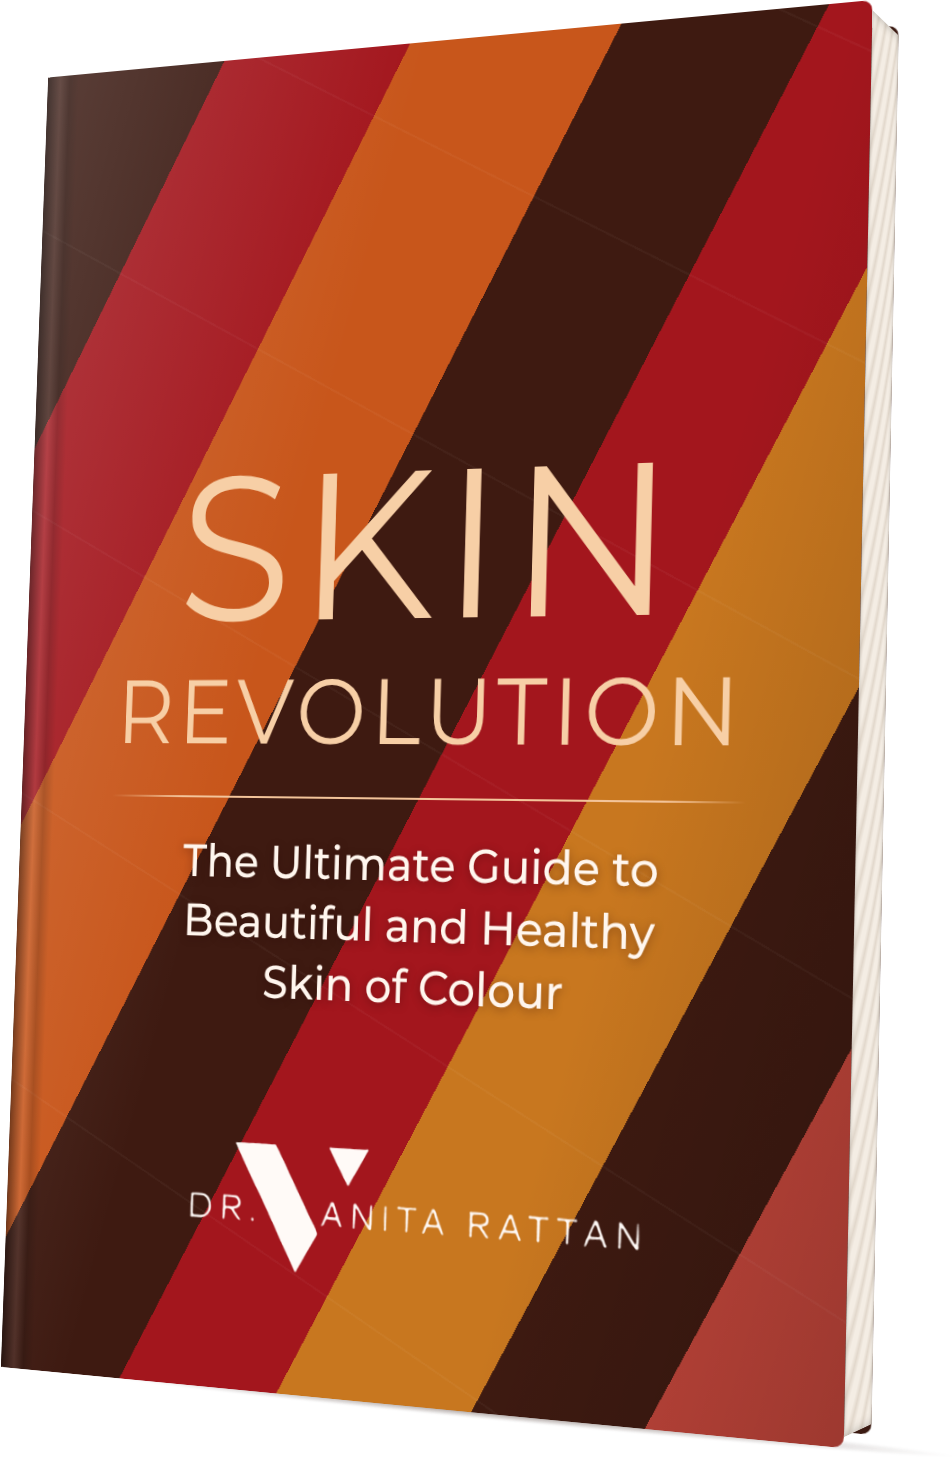 SKIN
REVOLUTION
The Ultimate Guide to
Beautiful and Healthy
Skin of Colour
DR. VANITA RATTAN